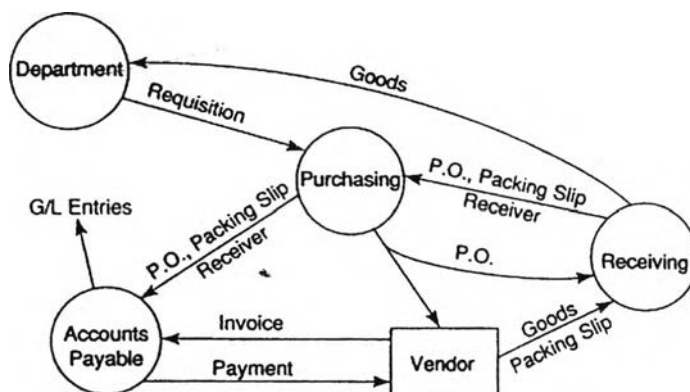 Department
Goods
Requisition
Purchasing
P.O., Packing Slip
Receiver
G/L Entries
P.O., Packing Slip
Receiver
P.O.
Receiving
Accounts
Payable
Invoice
Payment
Vendor
Goods
Packing Slip